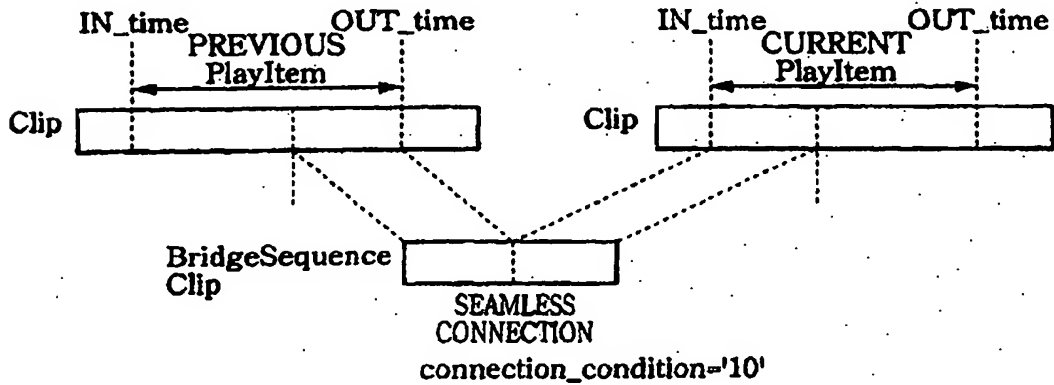 IN_time OUT_time
PREVIOUS
PlayItem
Clip
IN_time OUT_time
CURRENT
PlayItem
Clip
BridgeSequence
Clip
SEAMLESS
CONNECTION
connection_condition='10'